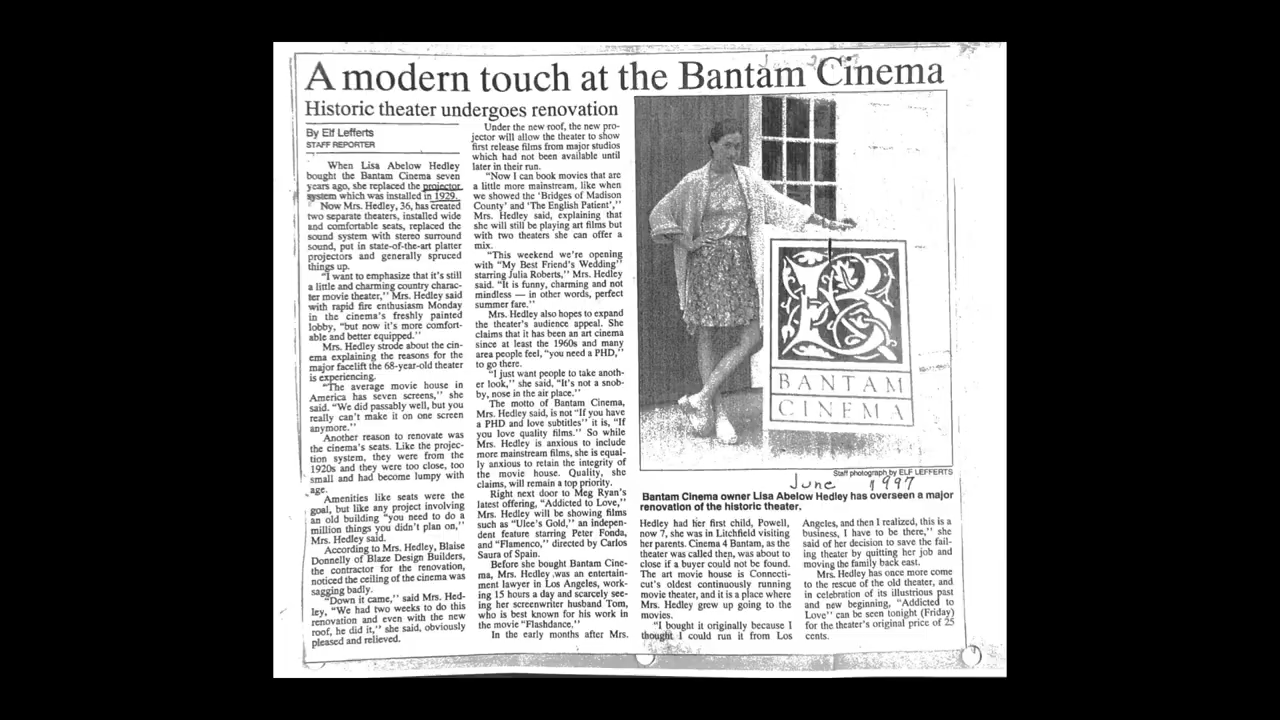 A modern touch at the Bantam Cinema
Historic theater undergoes renovation
By Elf Lefferts
STAFF REPORTER
When Lisa Abelow Hedley
bought the Bantam Cinema seven
years ago, she replaced the projector
system which was installed in 1929.
Now Mrs. Hedley, 36, has created
two separate theaters, installed wide
and comfortable seats, replaced the
sound system with stereo surround
sound, put in state-of-the-art platter
projectors and generally spruced
things up.
"I want to emphasize that it's still
a little and charming country charac-
ter movie theater," Mrs. Hedley said
with rapid fire enthusiasm Monday
in the cinema's freshly painted
lobby, "but now it's more comfort-
able and better equipped."
Mrs. Hedley strode about the cin-
ema explaining the reasons for the
major facelift the 68-year-old theater
is experiencing.
"The average movie house in
America has seven screens," she
said. "We did passably well, but you
really can't make it on one screen
anymore."
Another reason to renovate was
the cinema's seats. Like the projec-
tion system, they were from the
1920s and they were too close, too
small and had become lumpy with
age.
Amenities like seats were the
goal, but like any project involving
an old building "you need to do a
million things you didn't plan on,"
Mrs. Hedley said.
According to Mrs. Hedley, Blaise
Donnelly of Blaze Design Builders,
the contractor for the renovation,
noticed the ceiling of the cinema was
sagging badly.
"Down it came," said Mrs. Hed-
ley, "We had two weeks to do this
renovation and even with the new
roof, he did it," she said, obviously
pleased and relieved.
Under the new roof, the new pro-
jector will allow the theater to show
first release films from major studios
which had not been available until
later in their run.
"Now I can book movies that are
a little more mainstream, like when
we showed the 'Bridges of Madison
County' and 'The English Patient',"
Mrs. Hedley said, explaining that
she will still be playing art films but
with two theaters she can offer a
mix.
"This weekend we're opening
with "My Best Friend's Wedding"
starring Julia Roberts," Mrs. Hedley
said. "It is funny, charming and not
mindless — in other words, perfect
summer fare."
Mrs. Hedley also hopes to expand
the theater's audience appeal. She
claims that it has been an art cinema
since at least the 1960s and many
area people feel, "you need a PHD,"
to go there.
"I just want people to take anoth-
er look," she said, "It's not a snob-
by, nose in the air place."
The motto of Bantam Cinema,
Mrs. Hedley said, is not "If you have
a PHD and love subtitles" it is, "If
you love quality films." So while
Mrs. Hedley is anxious to include
more mainstream films, she is equal-
ly anxious to retain the integrity of
the movie house. Quality, she
claims, will remain a top priority.
Right next door to Meg Ryan's
latest offering, "Addicted to Love,"
Mrs. Hedley will be showing films
such as "Ulee's Gold," an indepen-
dent feature starring Peter Fonda,
and "Flamenco," directed by Carlos
Saura of Spain.
Before she bought Bantam Cine-
ma, Mrs. Hedley was an entertain-
ment lawyer in Los Angeles, work-
ing 15 hours a day and scarcely see-
ing her screenwriter husband Tom,
who is best known for his work in
the movie "Flashdance."
In the early months after Mrs.
B
BANTAM
CINEMA
Staff photograph by ELF LEFFERTS
June 1997
Bantam Cinema owner Lisa Abelow Hedley has overseen a major
renovation of the historic theater.
Hedley had her first child, Powell,
now 7, she was in Litchfield visiting
her parents. Cinema 4 Bantam, as the
theater was called then, was about to
close if a buyer could not be found.
The art movie house is Connecti-
cut's oldest continuously running
movie theater, and it is a place where
Mrs. Hedley grew up going to the
movies.
"I bought it originally because I
thought I could run it from Los
Angeles, and then I realized, this is a
business, I have to be there," she
said of her decision to save the fail-
ing theater by quitting her job and
moving the family back east.
Mrs. Hedley has once more come
to the rescue of the old theater, and
in celebration of its illustrious past
and new beginning, "Addicted to
Love" can be seen tonight (Friday)
for the theater's original price of 25
cents.